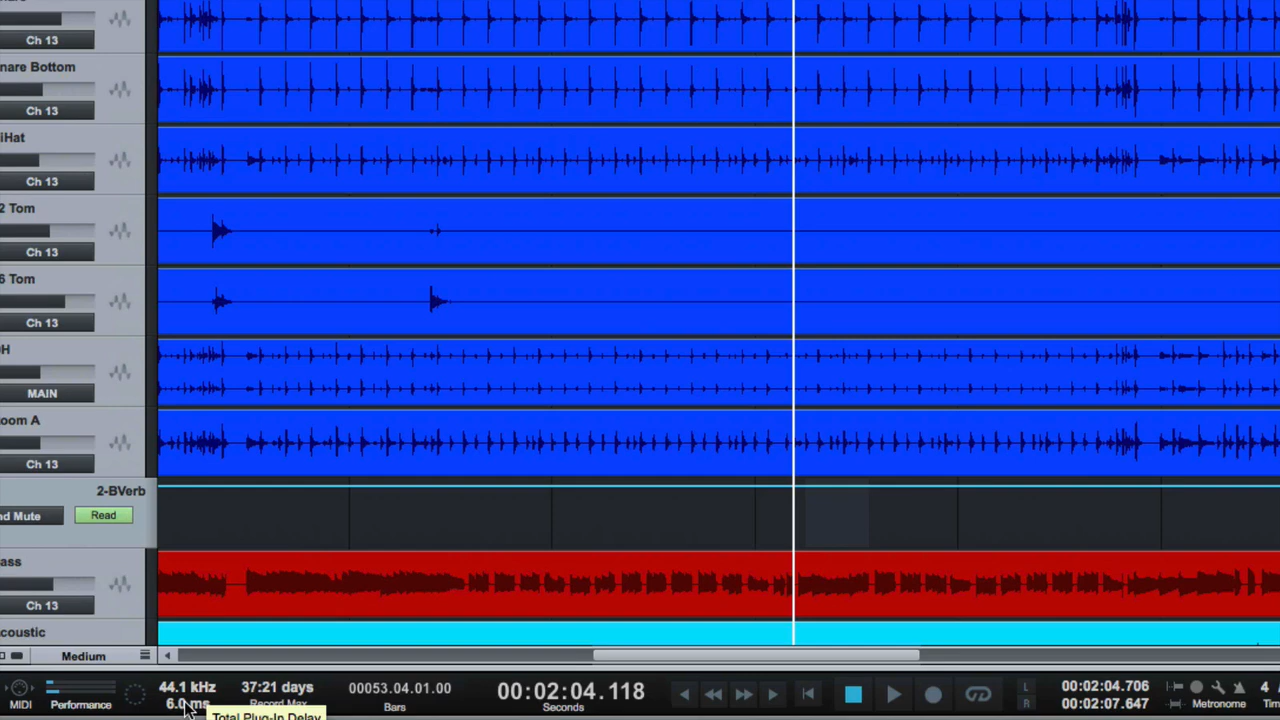 Ch 13
nare Bottom
Ch 13
iHat
Ch 13
2 Tom
Ch 13
6 Tom
Ch 13
H
MAIN
oom A
Ch 13
2-BVerb
nd Mute
Read
ass
Ch 13
coustic
Medium
MIDI
Performance
44.1 kHz
6.0 ms
37:21 days
Record Max
Total Plug-In Delay
00053.04.01.00
Bars
00:02:04.118
Seconds
L
R
00:02:04.706
00:02:07.647
Metronome
4